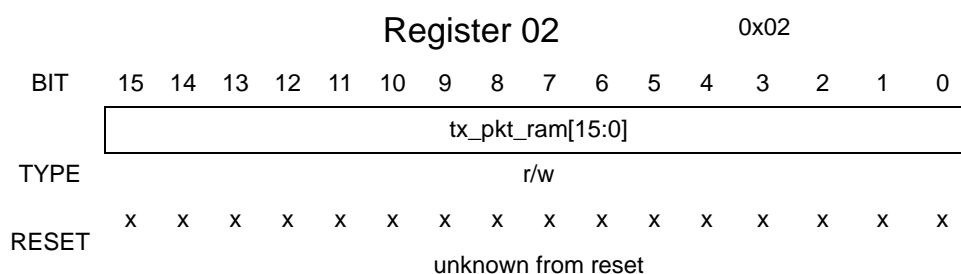 Register 02 0x02
BIT 15 14 13 12 11 10 9 8 7 6 5 4 3 2 1 0
tx_pkt_ram[15:0]
TYPE r/w
x x x x x x x x x x x x x x x x
RESET
unknown from reset